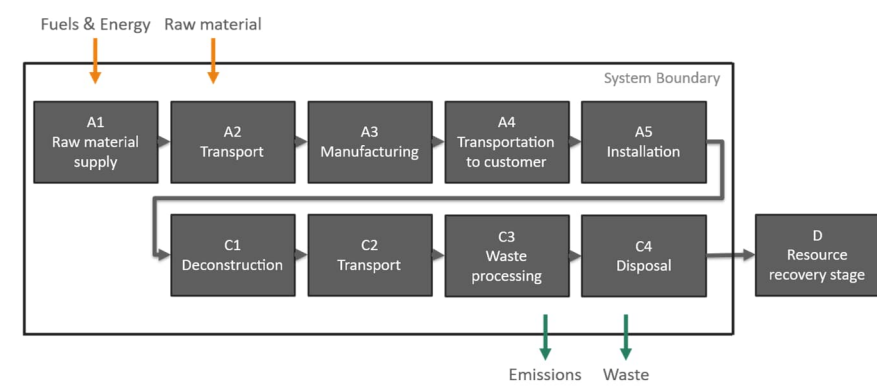 Fuels & Energy Raw material
System Boundary
A1
Raw material
supply
A2
Transport
A3
Manufacturing
A4
Transportation
to customer
A5
Installation
C1
Deconstruction
C2
Transport
C3
Waste
processing
C4
Disposal
D
Resource
recovery stage
Emissions Waste